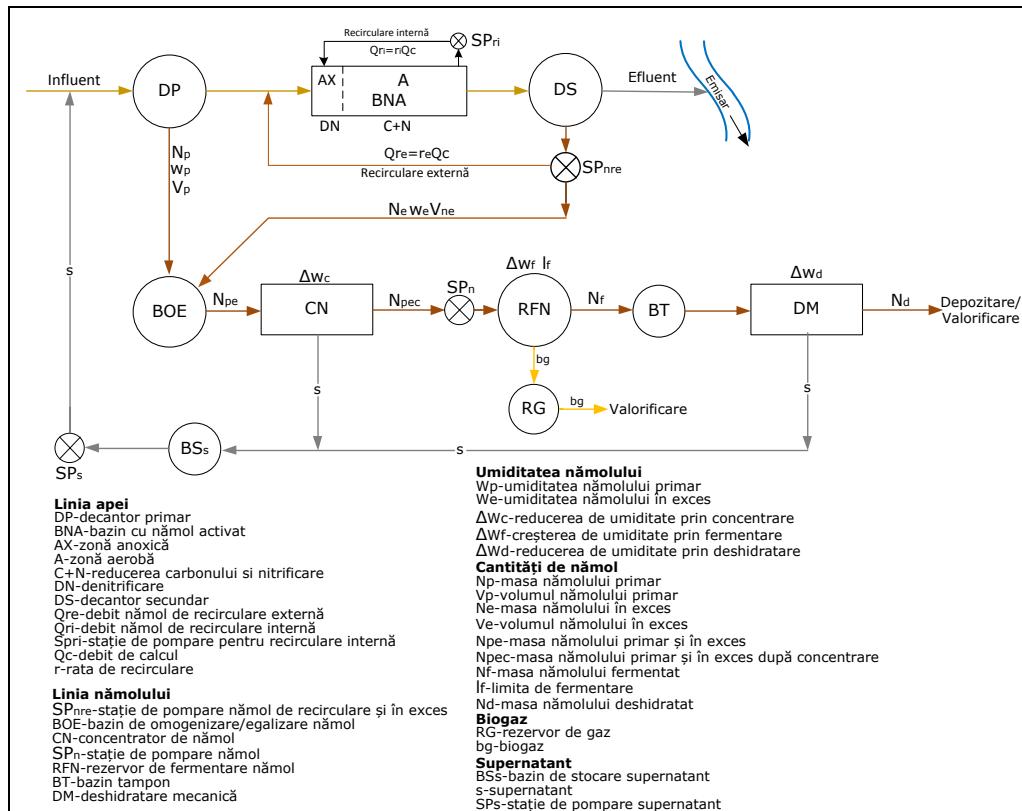 Recirculare internă
Qri=riQc
SPri
Influent
DP
AX
A
BNA
DS
Efluent
Emisar
DN
C+N
Qre=reQc
Recirculare externă
SPnre
Np
wp
Vp
NeweVne
s
Δwc
Δwf If
Δwd
BOE
Npe
CN
Npec
SPn
RFN
Nf
BT
DM
Nd
Depozitare/
Valorificare
bg
s
s
RG
bg
Valorificare
SPs
BSs
s
Linia apei
DP-decantor primar
BNA-bazin cu nămol activat
AX-zonă anoxică
A-zonă aerobă
C+N-reducerea carbonului si nitrificare
DN-denitrificare
DS-decantor secundar
Qre-debit nămol de recirculare externă
Qri-debit nămol de recirculare internă
Spri-stație de pompare pentru recirculare internă
Qc-debit de calcul
r-rata de recirculare
Linia nămolului
SPnre-stație de pompare nămol de recirculare și în exces
BOE-bazin de omogenizare/egalizare nămol
CN-concentrator de nămol
SPn-stație de pompare nămol
RFN-rezervor de fermentare nămol
BT-bazin tampon
DM-deshidratare mecanică
Umiditatea nămolului
Wp-umiditatea nămolului primar
We-umiditatea nămolului în exces
ΔWc-reducerea de umiditate prin concentrare
ΔWf-creșterea de umiditate prin fermentare
ΔWd-reducerea de umiditate prin deshidratare
Cantități de nămol
Np-masa nămolului primar
Vp-volumul nămolului primar
Ne-masa nămolului în exces
Ve-volumul nămolului în exces
Npe-masa nămolului primar și în exces
Npec-masa nămolului primar și în exces după concentrare
Nf-masa nămolului fermentat
lf-limita de fermentare
Nd-masa nămolului deshidratat
Biogaz
RG-rezervor de gaz
bg-biogaz
Supernatant
BSs-bazin de stocare supernatant
s-supernatant
SPs-stație de pompare supernatant